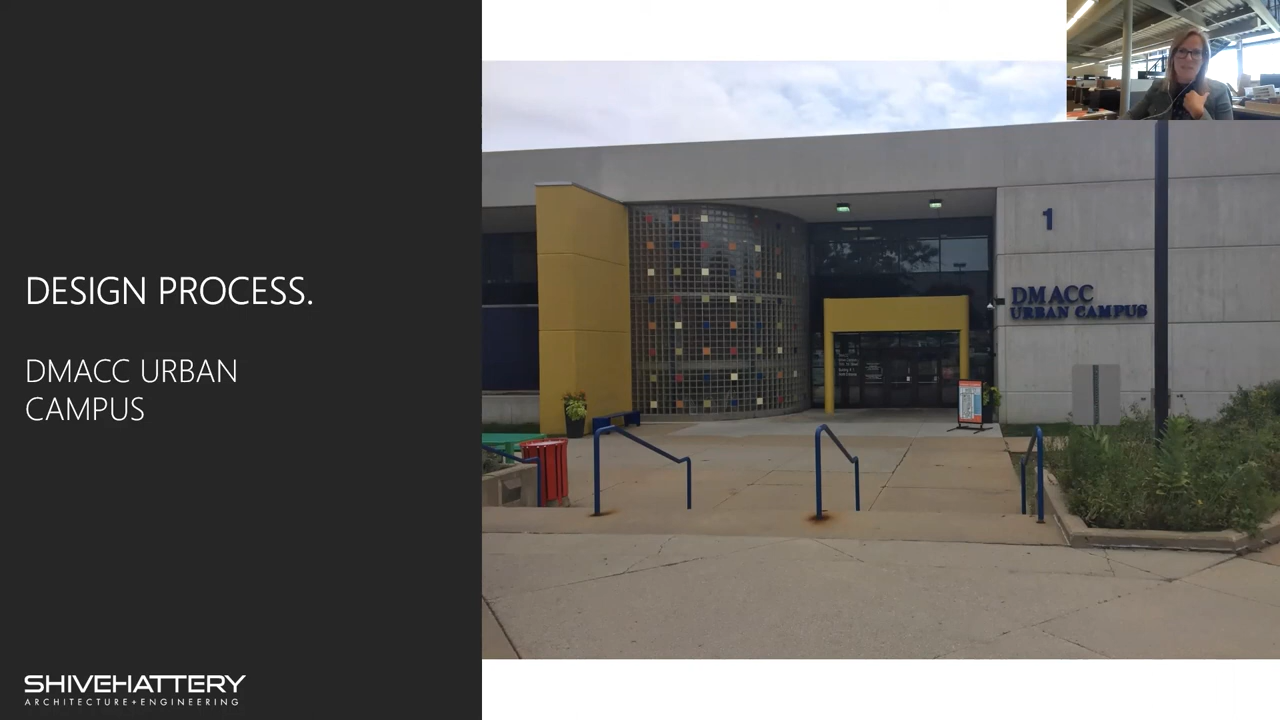 DESIGN PROCESS.
DMACC URBAN
CAMPUS
SHIVEHATTERY
ARCHITECTURE+ENGINEERING
1
DMACC
URBAN CAMPUS